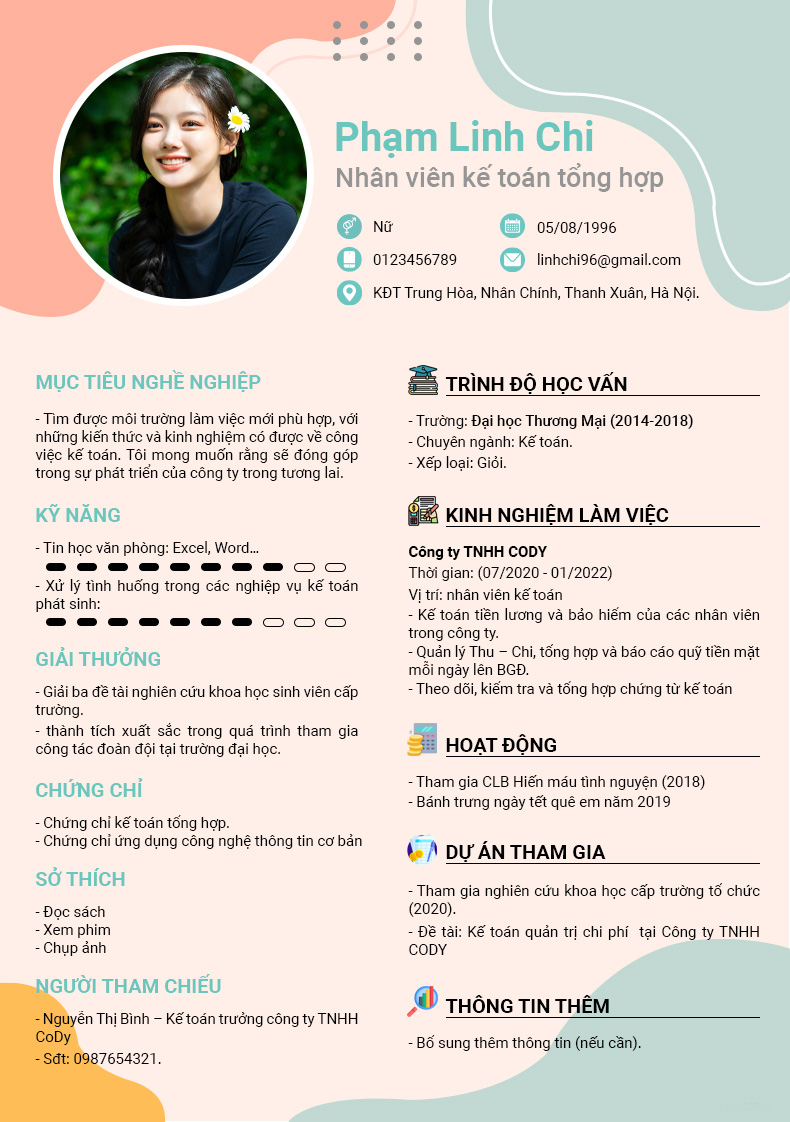 Phạm Linh Chi
Nhân viên kế toán tổng hợp
Nữ
05/08/1996
0123456789
linhchi96@gmail.com
KĐT Trung Hòa, Nhân Chính, Thanh Xuân, Hà Nội.
MỤC TIÊU NGHỀ NGHIỆP
- Tìm được môi trường làm việc mới phù hợp, với
những kiến thức và kinh nghiệm có được về công
việc kế toán. Tôi mong muốn rằng sẽ đóng góp
trong sự phát triển của công ty trong tương lai.
KỸ NĂNG
- Tin học văn phòng: Excel, Word...
- Xử lý tình huống trong các nghiệp vụ kế toán
phát sinh:
GIẢI THƯỞNG
- Giải ba đề tài nghiên cứu khoa học sinh viên cấp
trường.
- thành tích xuất sắc trong quá trình tham gia
công tác đoàn đội tại trường đại học.
CHỨNG CHỈ
- Chứng chỉ kế toán tổng hợp.
- Chứng chỉ ứng dụng công nghệ thông tin cơ bản
SỞ THÍCH
- Đọc sách
- Xem phim
- Chụp ảnh
NGƯỜI THAM CHIẾU
- Nguyễn Thị Bình – Kế toán trưởng công ty TNHH
CoDy
- Sđt: 0987654321.
TRÌNH ĐỘ HỌC VẤN
- Trường: Đại học Thương Mại (2014-2018)
- Chuyên ngành: Kế toán.
- Xếp loại: Giỏi.
KINH NGHIỆM LÀM VIỆC
Công ty TNHH CODY
Thời gian: (07/2020 - 01/2022)
Vị trí: nhân viên kế toán
- Kế toán tiền lương và bảo hiểm của các nhân viên
trong công ty.
- Quản lý Thu – Chi, tổng hợp và báo cáo quỹ tiền mặt
mỗi ngày lên BGĐ.
- Theo dõi, kiểm tra và tổng hợp chứng từ kế toán
HOẠT ĐỘNG
- Tham gia CLB Hiến máu tình nguyện (2018)
- Bánh trưng ngày tết quê em năm 2019
DỰ ÁN THAM GIA
- Tham gia nghiên cứu khoa học cấp trường tổ chức
(2020).
- Đề tài: Kế toán quản trị chi phí tại Công ty TNHH
CODY
THÔNG TIN THÊM
- Bổ sung thêm thông tin (nếu cần).